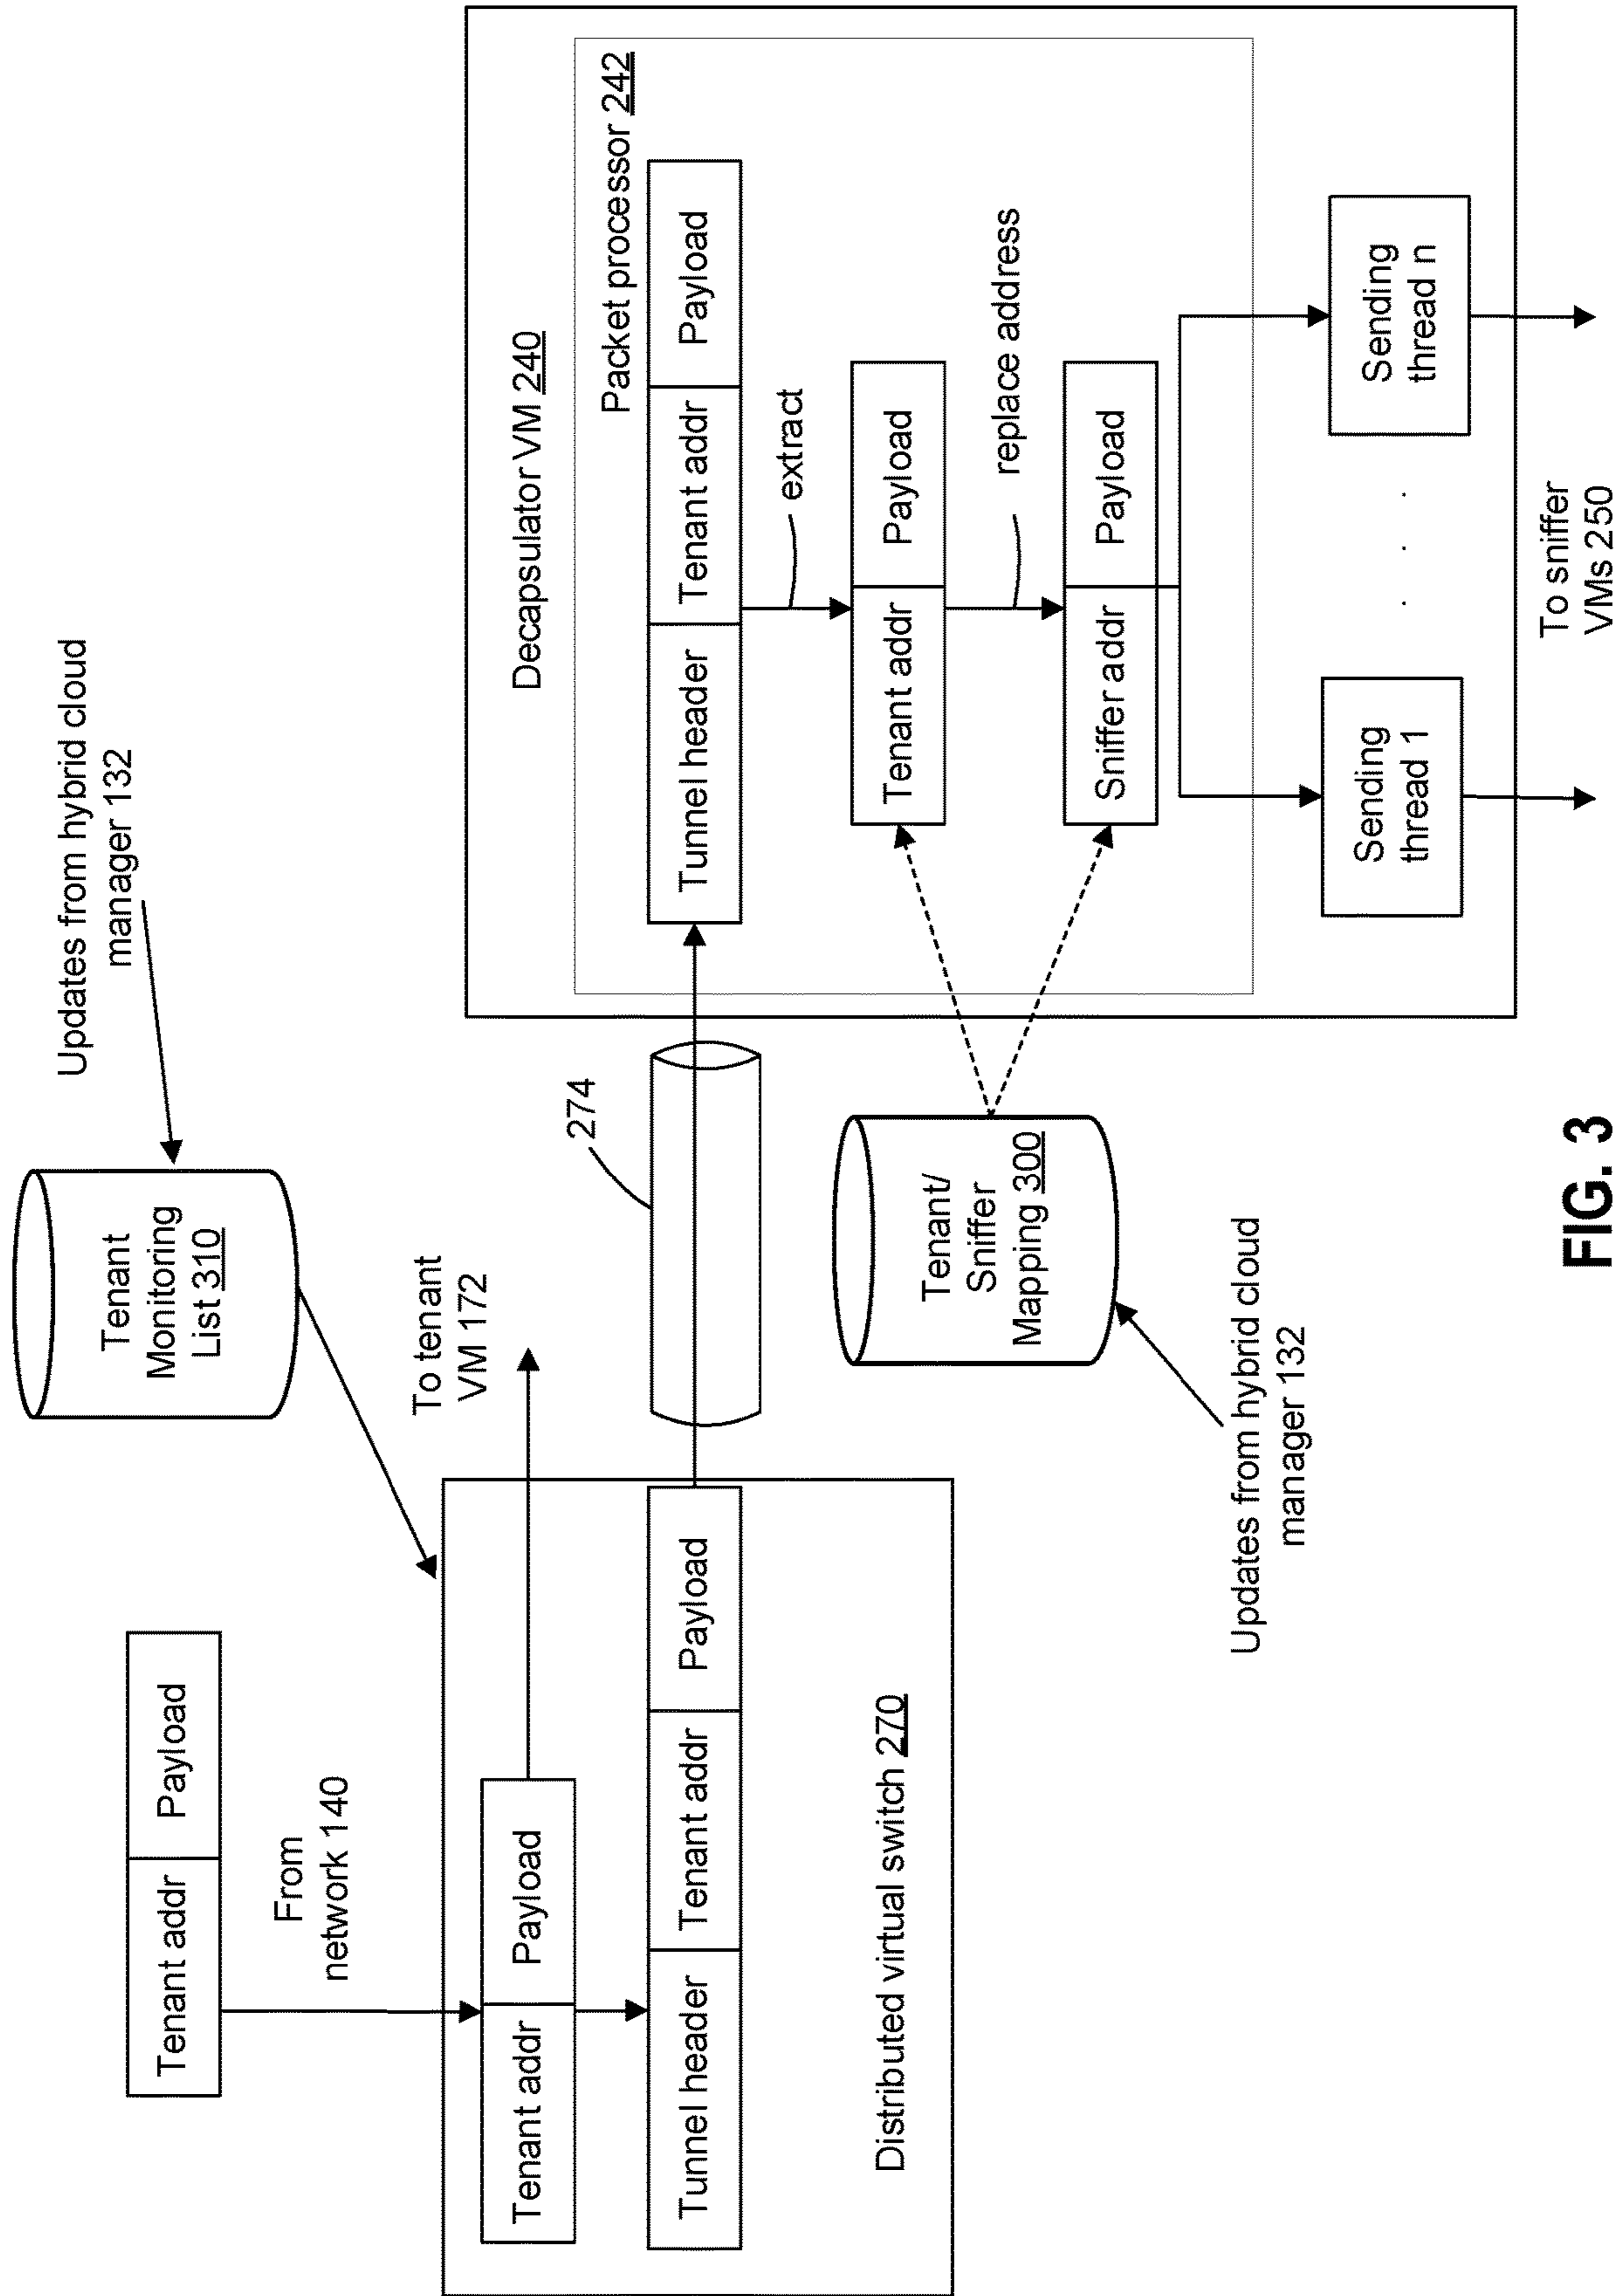 Updates from hybrid cloud
manager 132
Tenant
Monitoring
List 310
Tenant addr
Payload
From
network 140
To tenant
VM 172
Tenant addr
Payload
Tunnel header
Tenant addr
Payload
Distributed virtual switch 270
274
Tenant/
Sniffer
Mapping 300
Updates from hybrid cloud
manager 132
Decapsulator VM 240
Packet processor 242
Tunnel header
Tenant addr
Payload
extract
Tenant addr
Payload
replace address
Sniffer addr
Payload
Sending
thread 1
. . .
Sending
thread n
To sniffer
VMs 250
FIG. 3